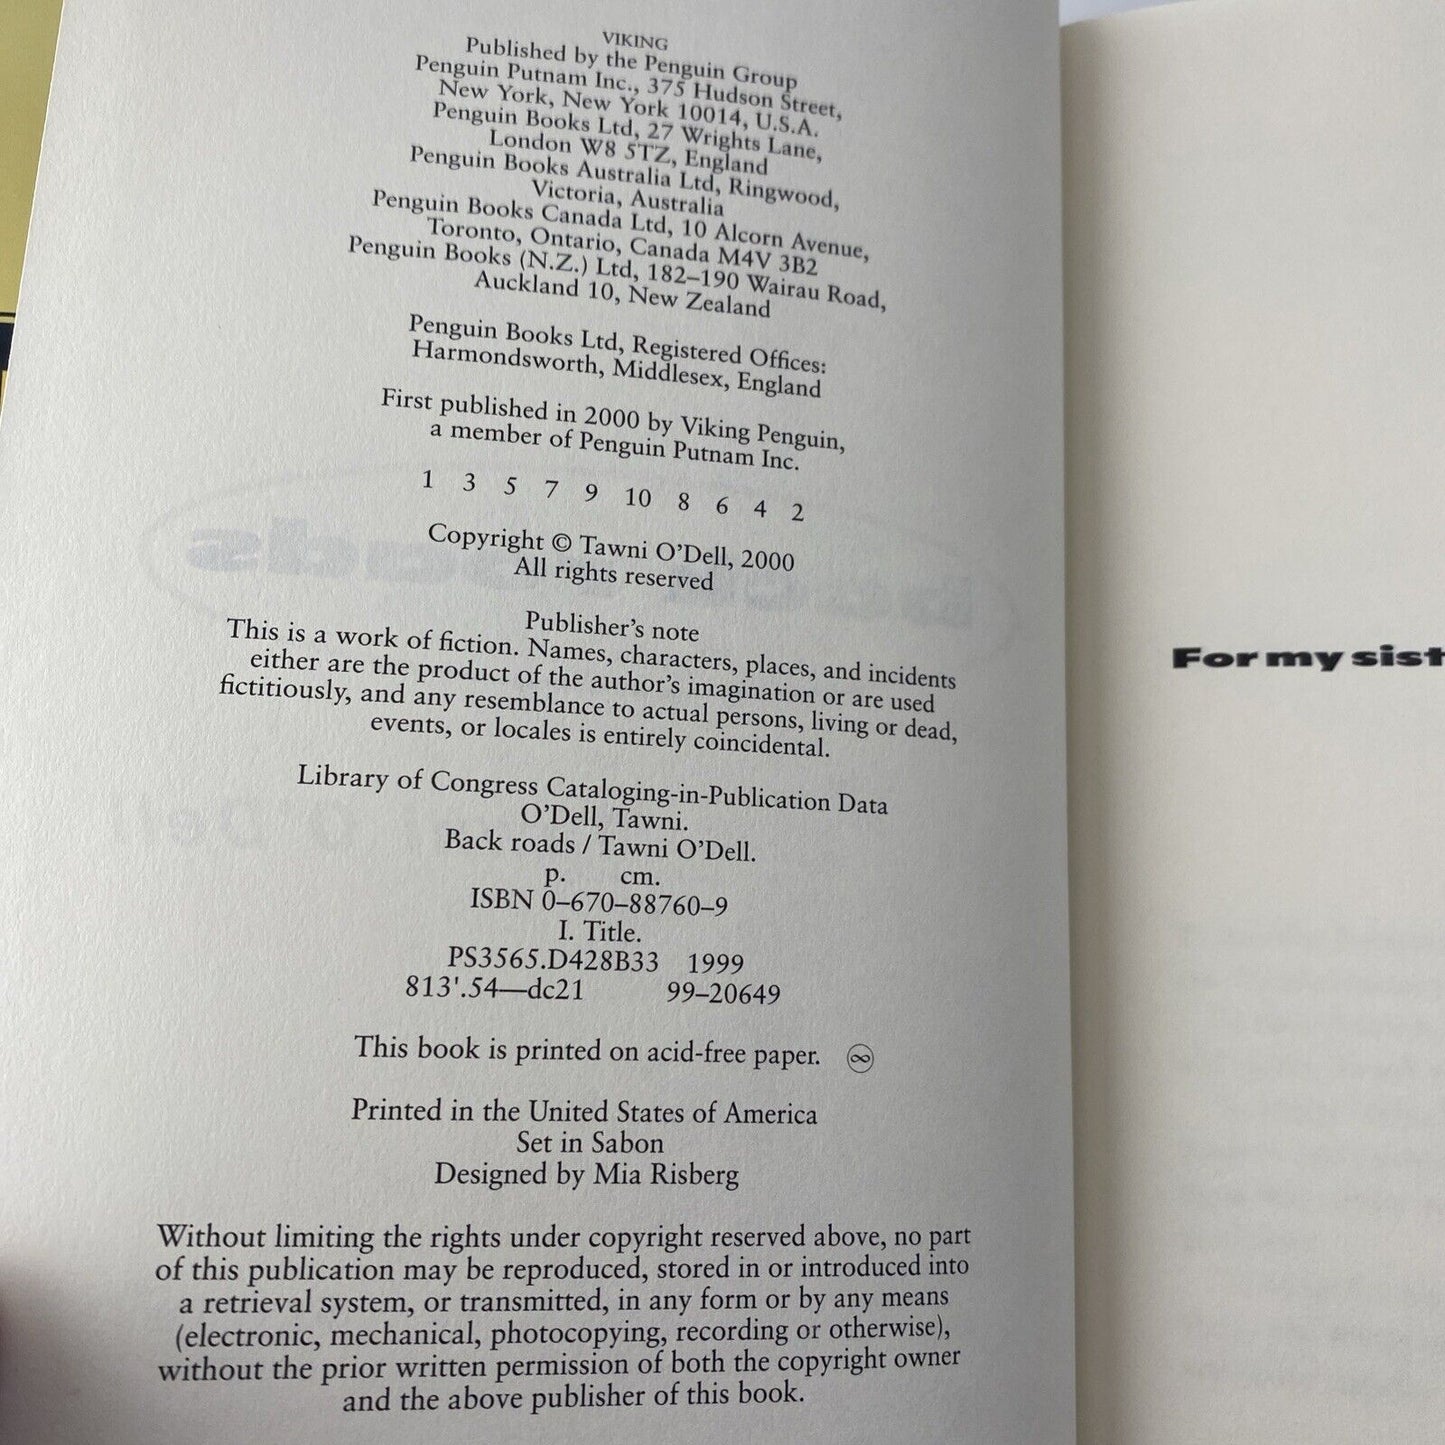 VIKING
Published by the Penguin Group
Penguin Putnam Inc., 375 Hudson Street,
New York, New York 10014, U.S.A.
Penguin Books Ltd, 27 Wrights Lane,
London W8 5TZ, England
Penguin Books Australia Ltd, Ringwood,
Victoria, Australia
Penguin Books Canada Ltd, 10 Alcorn Avenue,
Toronto, Ontario, Canada M4V 3B2
Penguin Books (N.Z.) Ltd, 182–190 Wairau Road,
Auckland 10, New Zealand
Penguin Books Ltd, Registered Offices:
Harmondsworth, Middlesex, England
First published in 2000 by Viking Penguin,
a member of Penguin Putnam Inc.
1 3 5 7 9 10 8 6 4 2
Copyright © Tawni O'Dell, 2000
All rights reserved
Publisher's note
This is a work of fiction. Names, characters, places, and incidents
either are the product of the author's imagination or are used
fictitiously, and any resemblance to actual persons, living or dead,
events, or locales is entirely coincidental.
Library of Congress Cataloging-in-Publication Data
O'Dell, Tawni.
Back roads / Tawni O'Dell.
p. cm.
ISBN 0–670–88760–9
I. Title.
PS3565.D428B33 1999
813'.54—dc21 99–20649
This book is printed on acid-free paper. ∞
Printed in the United States of America
Set in Sabon
Designed by Mia Risberg
Without limiting the rights under copyright reserved above, no part
of this publication may be reproduced, stored in or introduced into
a retrieval system, or transmitted, in any form or by any means
(electronic, mechanical, photocopying, recording or otherwise),
without the prior written permission of both the copyright owner
and the above publisher of this book.
For my sist